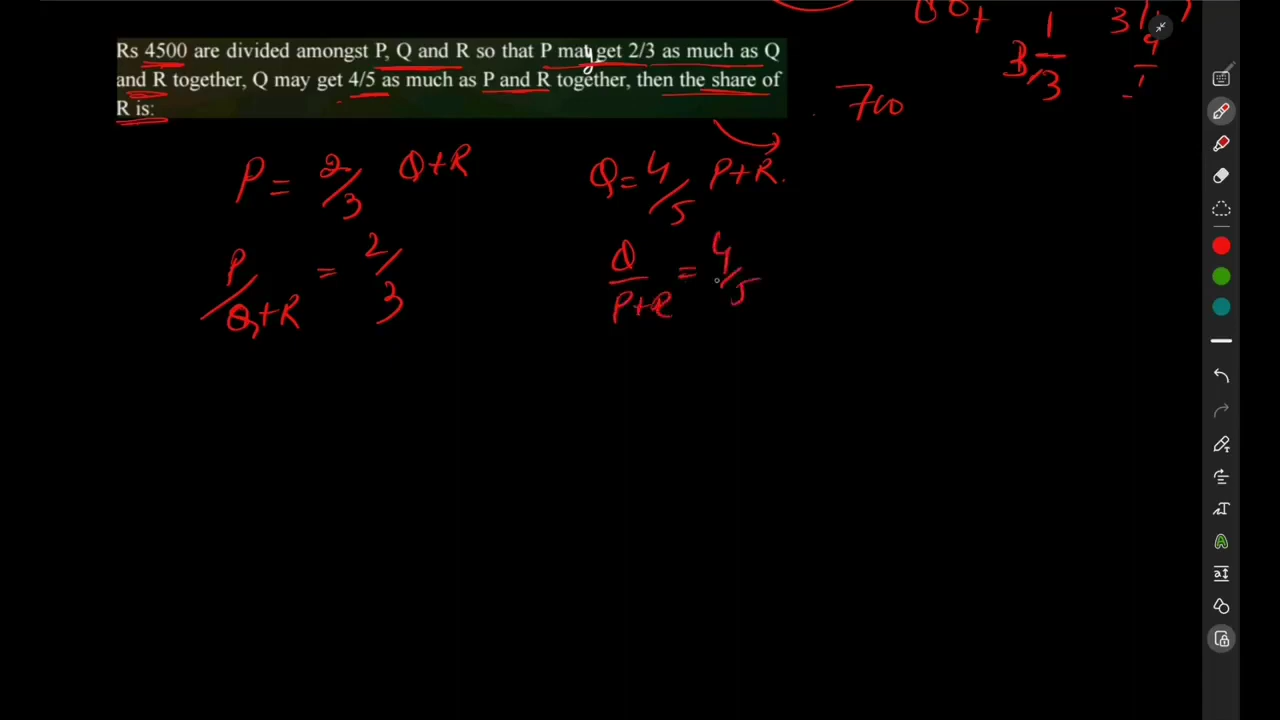 Rs 4500 are divided amongst P, Q and R so that P may get 2/3 as much as Q
and R together, Q may get 4/5 as much as P and R together, then the share of
R is:
700
P = 2/3 Q+R
Q = 4/5 P+R.
P/Q+R = 2/3
Q/P+R = 4/5